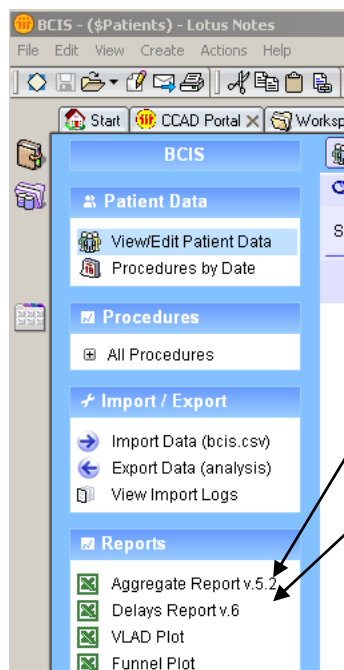 BCIS - ($Patients) - Lotus Notes
File Edit View Create Actions Help
Start CCAD Portal Worksp
BCIS
Patient Data
View/Edit Patient Data
Procedures by Date
S
Procedures
All Procedures
Import / Export
Import Data (bcis.csv)
Export Data (analysis)
View Import Logs
Reports
Aggregate Report v.5.2
Delays Report v.6
VLAD Plot
Funnel Plot